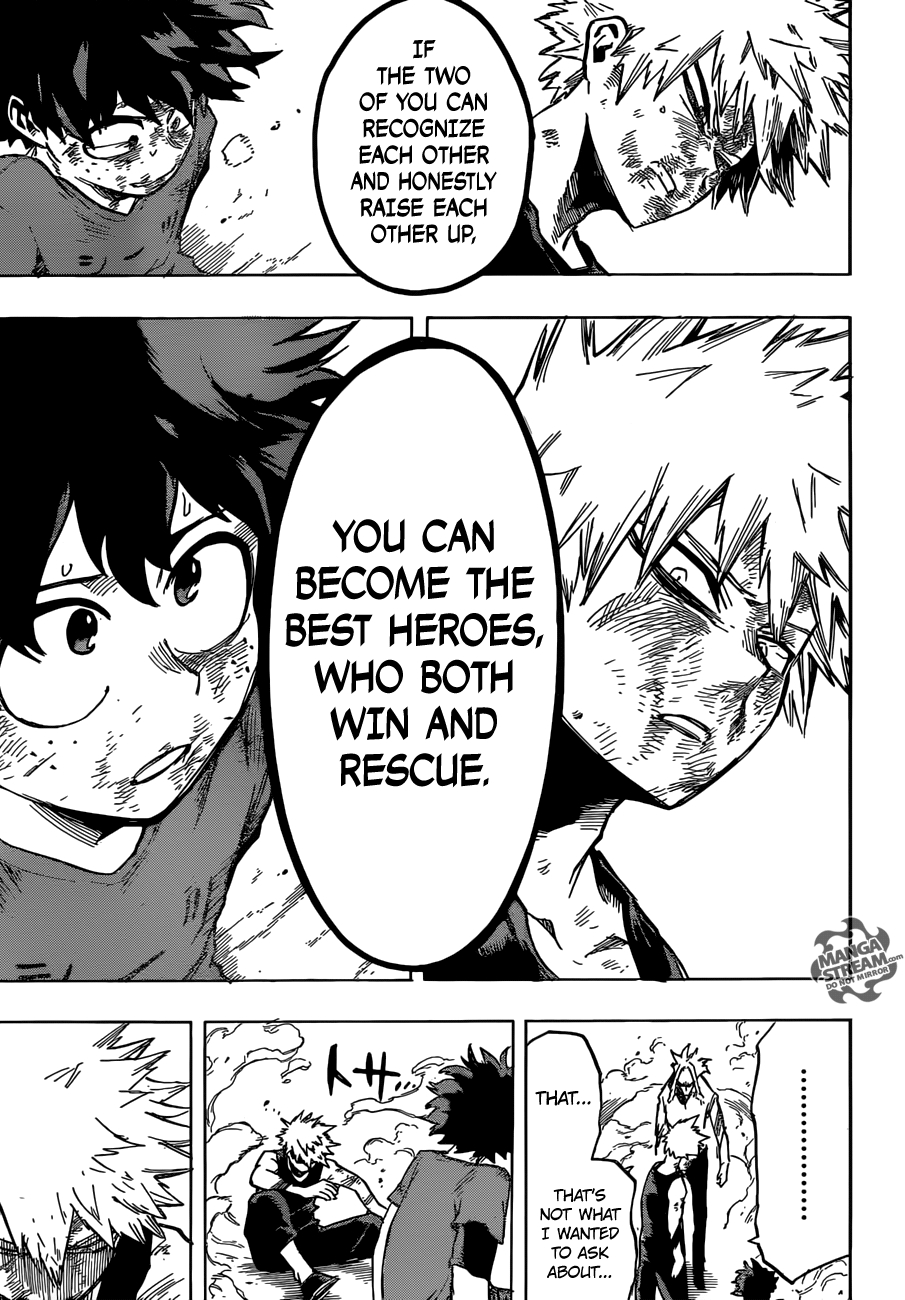 IF
THE TWO
OF YOU CAN
RECOGNIZE
EACH OTHER
AND HONESTLY
RAISE EACH
OTHER UP,
YOU CAN
BECOME THE
BEST HEROES,
WHO BOTH
WIN AND
RESCUE.
MANGA
STREAM.com
DO NOT MIRROR
............
THAT...
THAT'S
NOT WHAT
I WANTED
TO ASK
ABOUT...
トサ...